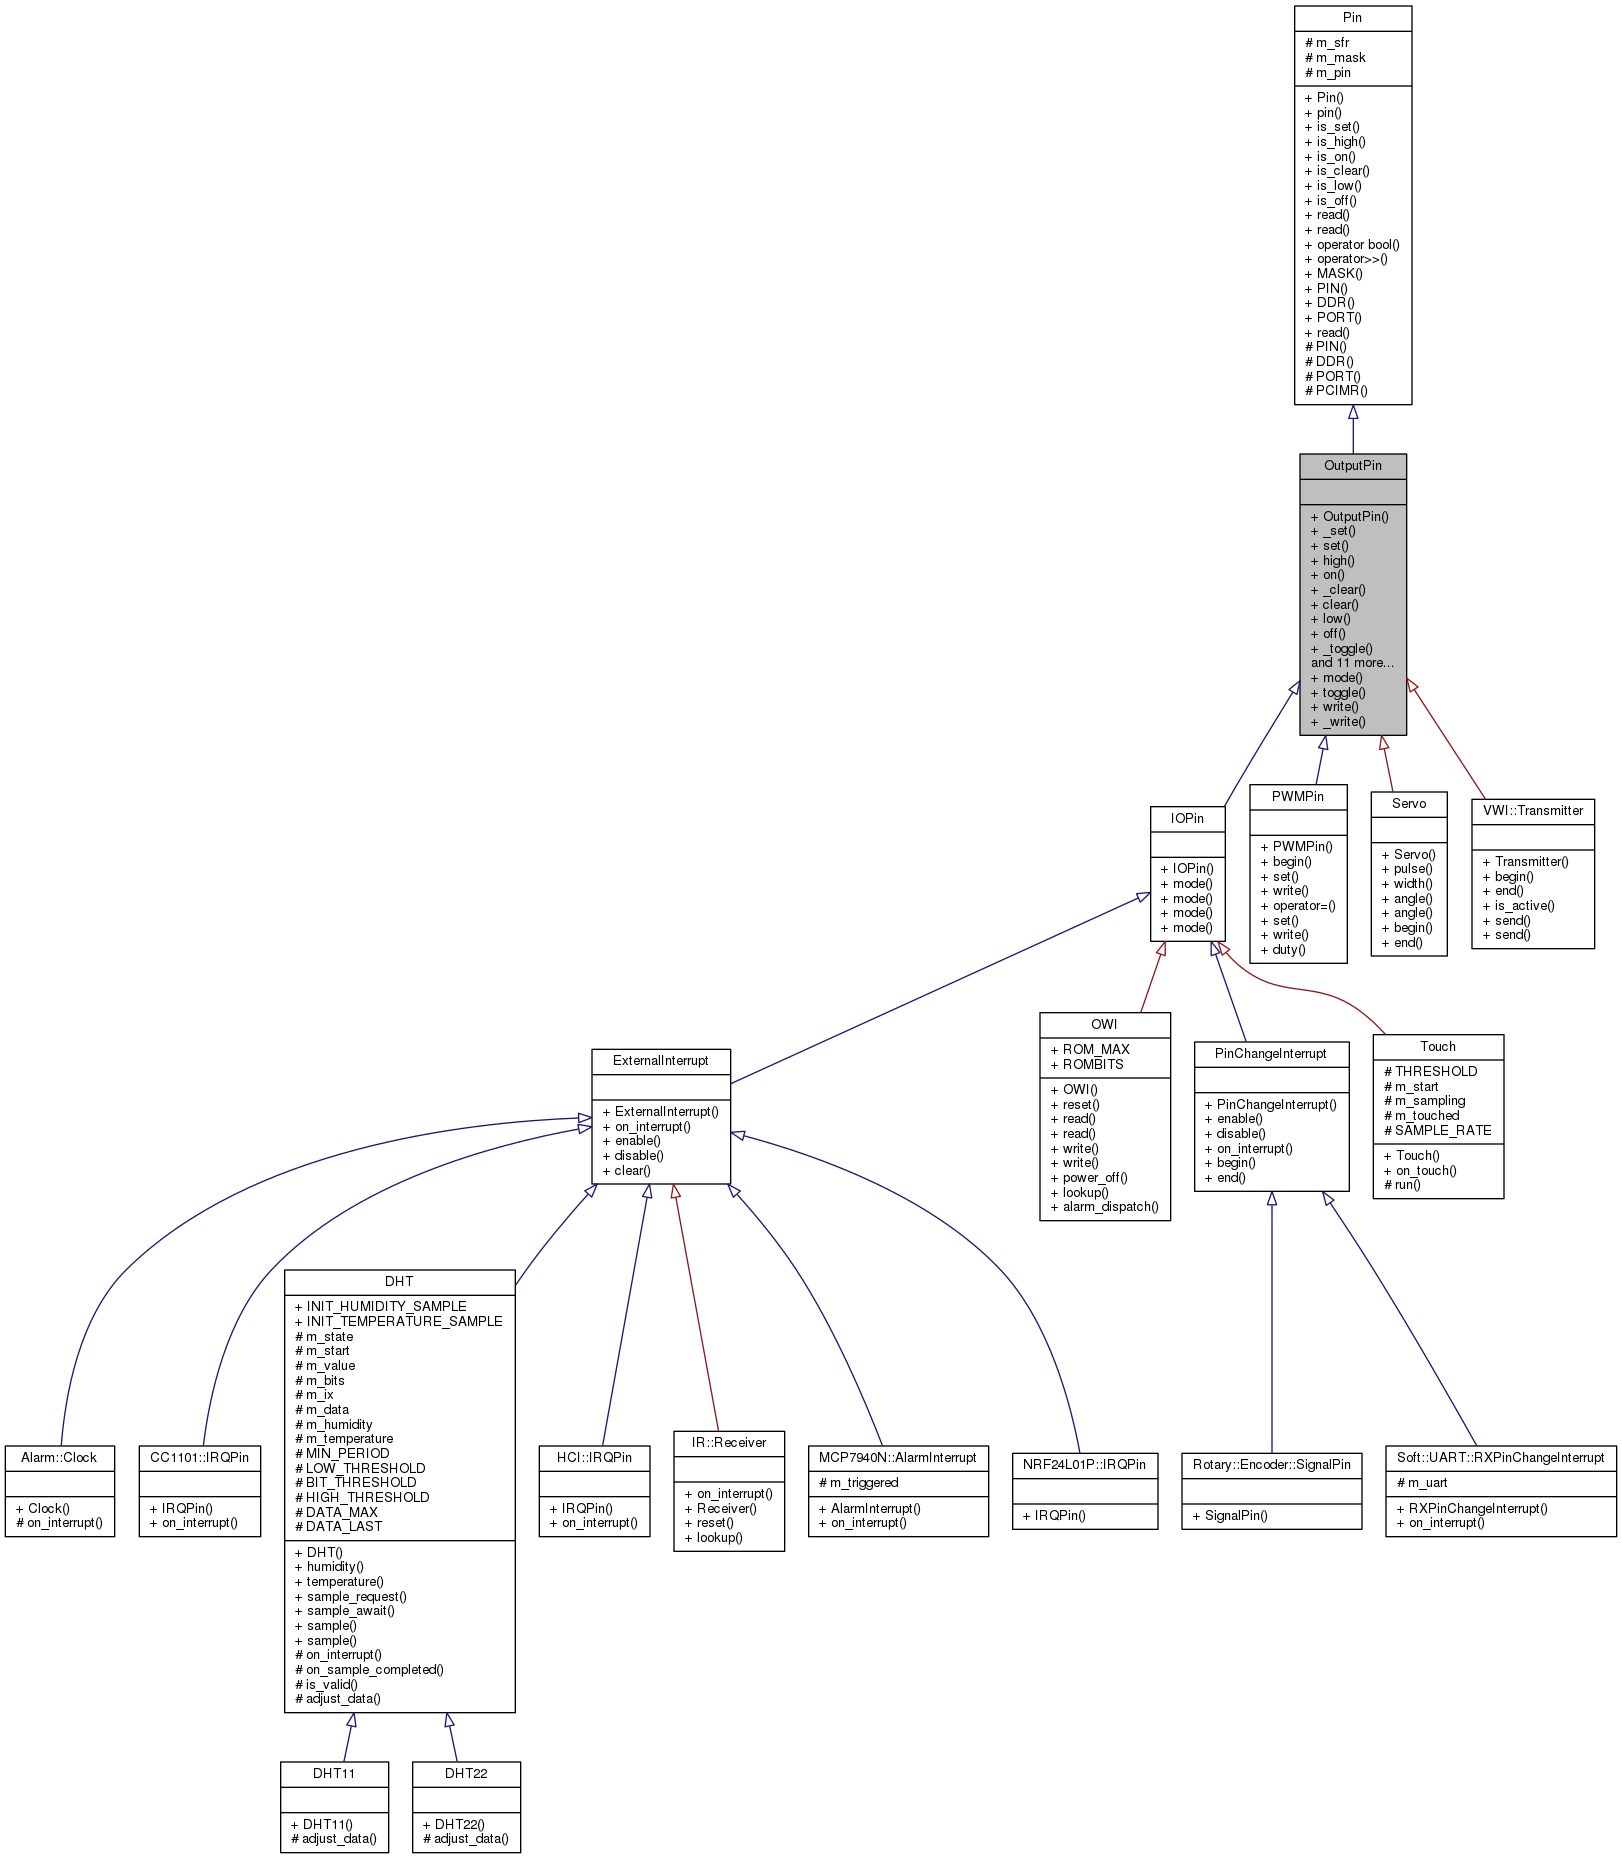 Pin
# m_sfr
# m_mask
# m_pin
+ Pin()
+ pin()
+ is_set()
+ is_high()
+ is_on()
+ is_clear()
+ is_low()
+ is_off()
+ read()
+ read()
+ operator bool()
+ operator>>()
+ MASK()
+ PIN()
+ DDR()
+ PORT()
+ read()
# PIN()
# DDR()
# PORT()
# PCIMR()
OutputPin
+ OutputPin()
+ _set()
+ set()
+ high()
+ on()
+ _clear()
+ clear()
+ low()
+ off()
+ _toggle()
and 11 more...
+ mode()
+ toggle()
+ write()
+ _write()
IOPin
+ IOPin()
+ mode()
+ mode()
+ mode()
+ mode()
PWMPin
+ PWMPin()
+ begin()
+ set()
+ write()
+ operator=()
+ set()
+ write()
+ duty()
Servo
+ Servo()
+ pulse()
+ width()
+ angle()
+ angle()
+ begin()
+ end()
VWI::Transmitter
+ Transmitter()
+ begin()
+ end()
+ is_active()
+ send()
+ send()
ExternalInterrupt
+ ExternalInterrupt()
+ on_interrupt()
+ enable()
+ disable()
+ clear()
OWI
+ ROM_MAX
+ ROMBITS
+ OWI()
+ reset()
+ read()
+ read()
+ write()
+ write()
+ power_off()
+ lookup()
+ alarm_dispatch()
PinChangeInterrupt
+ PinChangeInterrupt()
+ enable()
+ disable()
+ on_interrupt()
+ begin()
+ end()
Touch
# THRESHOLD
# m_start
# m_sampling
# m_touched
# SAMPLE_RATE
+ Touch()
+ on_touch()
# run()
Alarm::Clock
+ Clock()
# on_interrupt()
CC1101::IRQPin
+ IRQPin()
+ on_interrupt()
DHT
+ INIT_HUMIDITY_SAMPLE
+ INIT_TEMPERATURE_SAMPLE
# m_state
# m_start
# m_value
# m_bits
# m_ix
# m_data
# m_humidity
# m_temperature
# MIN_PERIOD
# LOW_THRESHOLD
# BIT_THRESHOLD
# HIGH_THRESHOLD
# DATA_MAX
# DATA_LAST
+ DHT()
+ humidity()
+ temperature()
+ sample_request()
+ sample_await()
+ sample()
+ sample()
# on_interrupt()
# on_sample_completed()
# is_valid()
# adjust_data()
HCI::IRQPin
+ IRQPin()
+ on_interrupt()
IR::Receiver
+ on_interrupt()
+ Receiver()
+ reset()
+ lookup()
MCP7940N::AlarmInterrupt
# m_triggered
+ AlarmInterrupt()
+ on_interrupt()
NRF24L01P::IRQPin
+ IRQPin()
Rotary::Encoder::SignalPin
+ SignalPin()
Soft::UART::RXPinChangeInterrupt
# m_uart
+ RXPinChangeInterrupt()
+ on_interrupt()
DHT11
+ DHT11()
# adjust_data()
DHT22
+ DHT22()
# adjust_data()